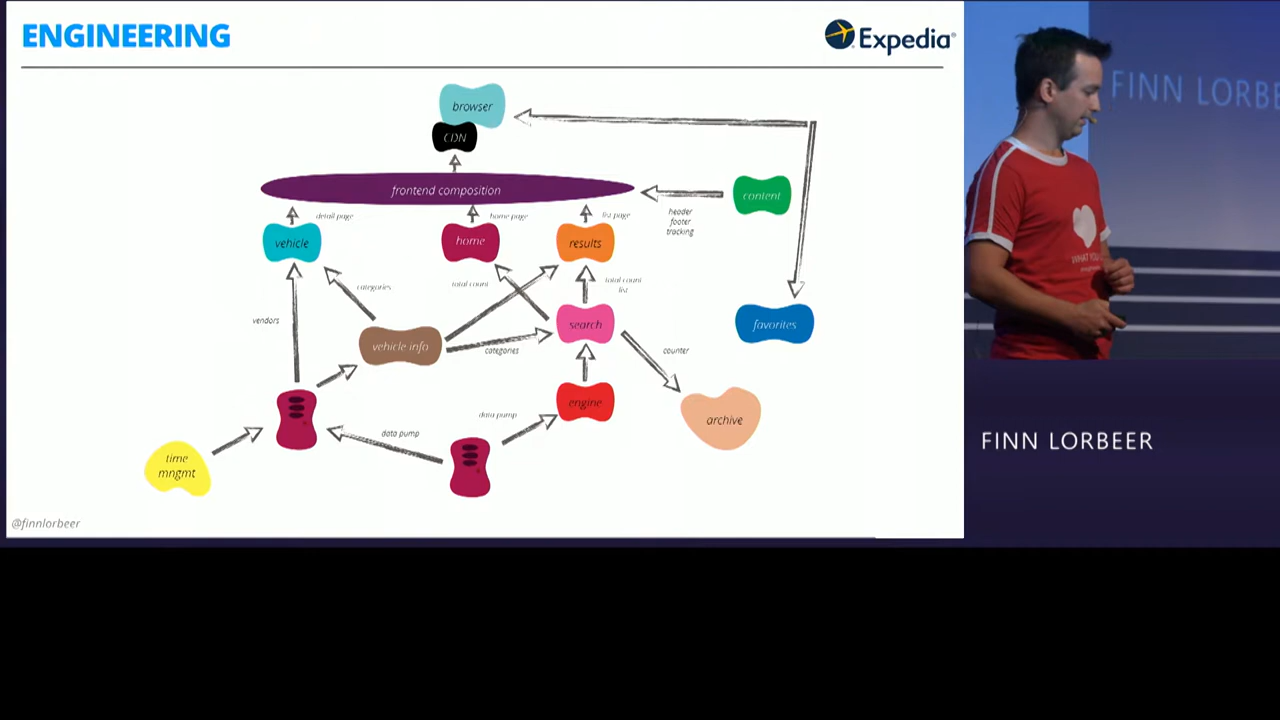 ENGINEERING
Expedia®
browser
CDN
frontend composition
content
header
footer
tracking
detail page
home page
list page
vehicle
home
results
categories
total count
total count
list
vendors
vehicle info
categories
search
counter
favorites
engine
archive
data pump
data pump
time
mngmt
@finnlorbeer
FINN LORBE
FINN LORBEER